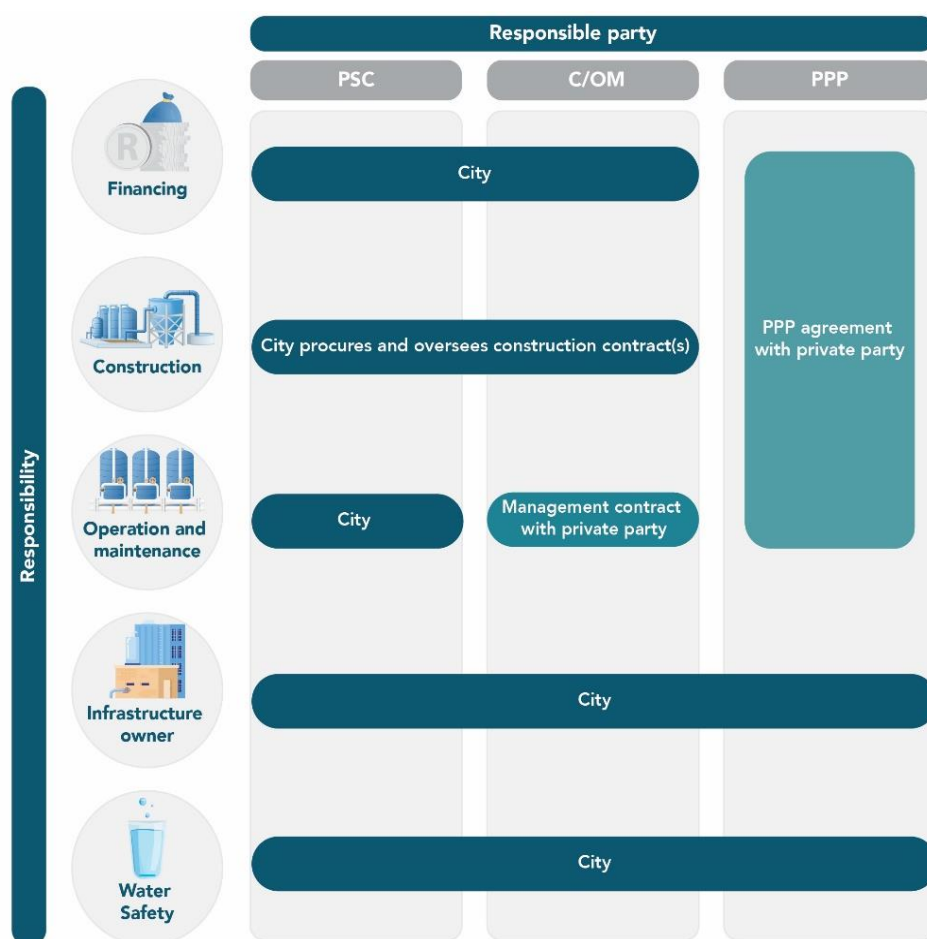 Responsible party
PSC
C/OM
PPP
Responsibility
R
Financing
City
Construction
City procures and oversees construction contract(s)
PPP agreement
with private party
Operation and
maintenance
City
Management contract
with private party
Infrastructure
owner
City
Water
Safety
City